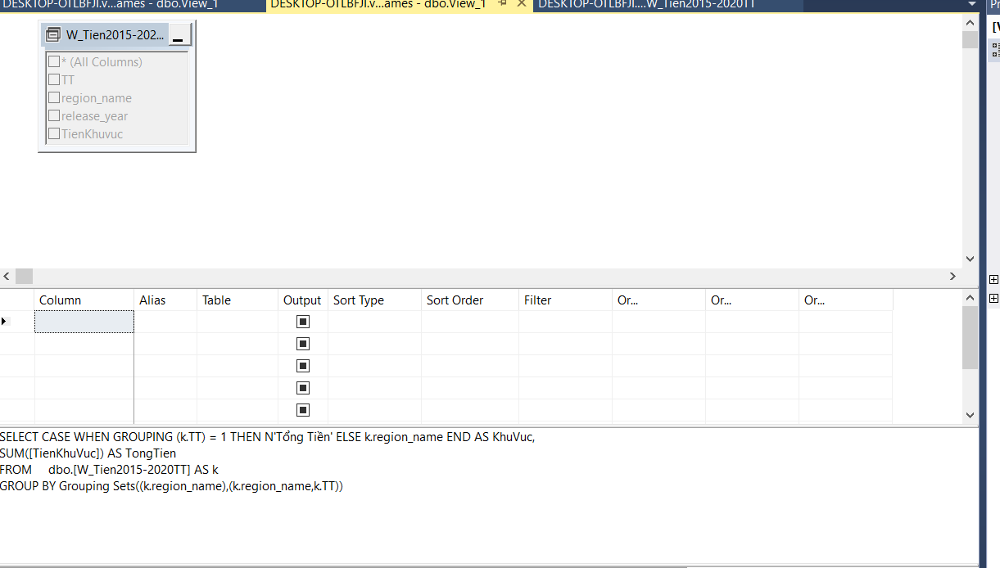 DESKTOP-OTLBFJI.v...ames - dbo.View_1
DESKTOP-OTLBFJI.v...ames - dbo.View_1
DESKTOP-OTLBFJI....W_Tien2015-2020TT
W_Tien2015-202...
* (All Columns)
TT
region_name
release_year
TienKhuvuc
Column Alias Table Output Sort Type Sort Order Filter Or... Or... Or...
SELECT CASE WHEN GROUPING (k.TT) = 1 THEN N'Tổng Tiền' ELSE k.region_name END AS KhuVuc,
SUM([TienKhuVuc]) AS TongTien
FROM dbo.[W_Tien2015-2020TT] AS k
GROUP BY Grouping Sets((k.region_name),(k.region_name,k.TT))